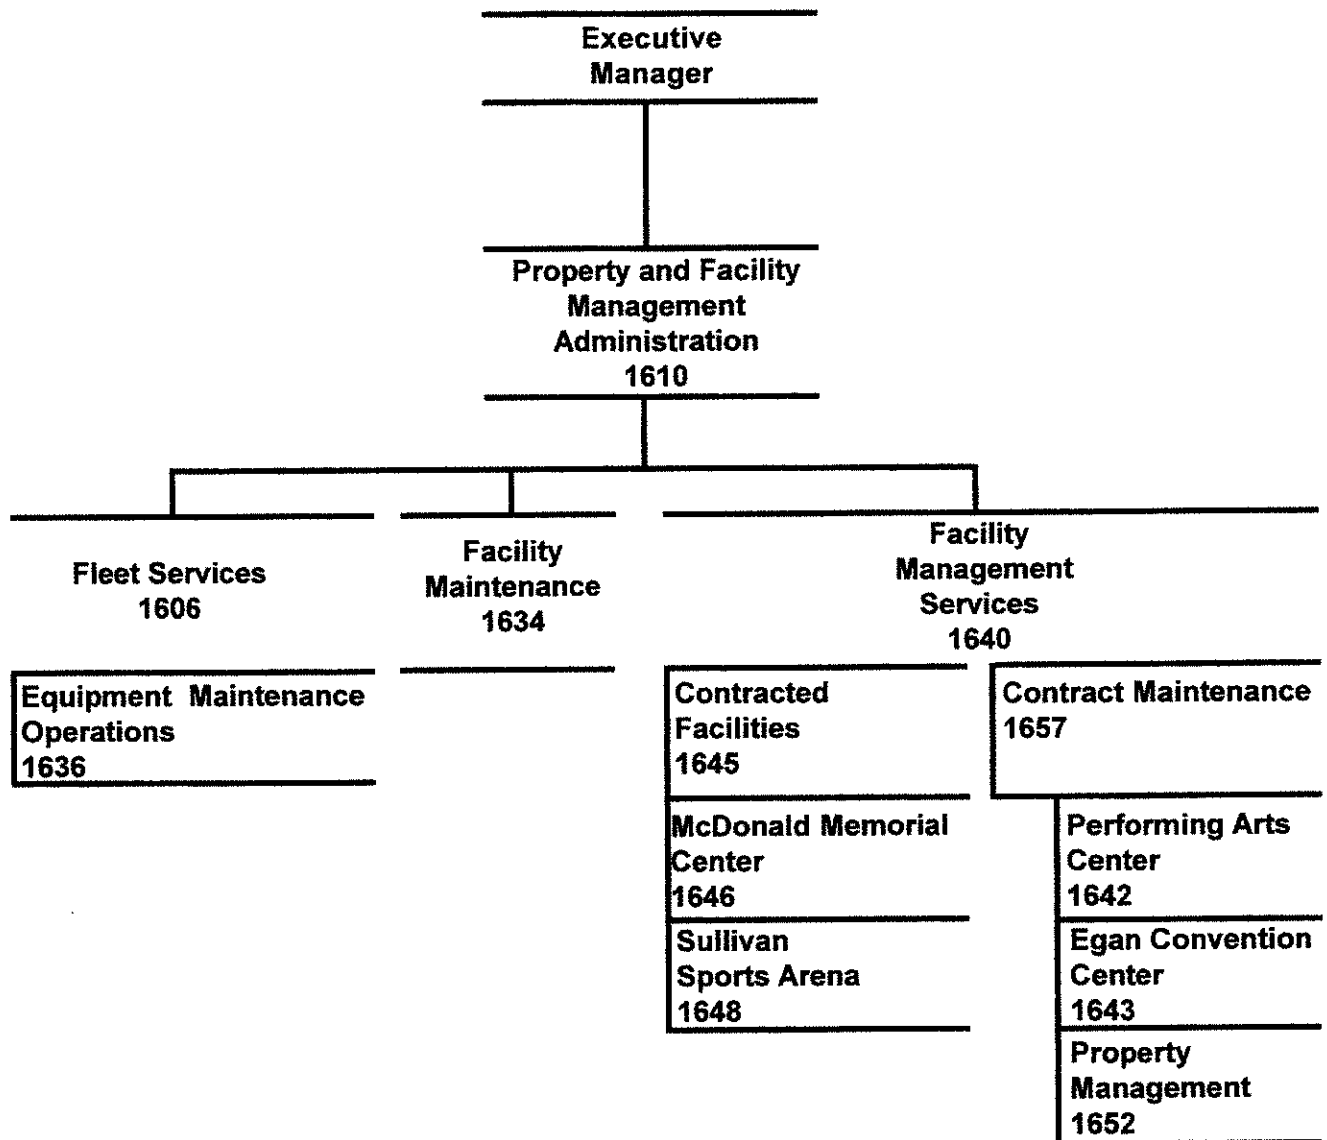 Executive
Manager
Property and Facility
Management
Administration
1610
Fleet Services
1606
Facility
Maintenance
1634
Facility
Management
Services
1640
Equipment Maintenance
Operations
1636
Contracted
Facilities
1645
McDonald Memorial
Center
1646
Sullivan
Sports Arena
1648
Contract Maintenance
1657
Performing Arts
Center
1642
Egan Convention
Center
1643
Property
Management
1652